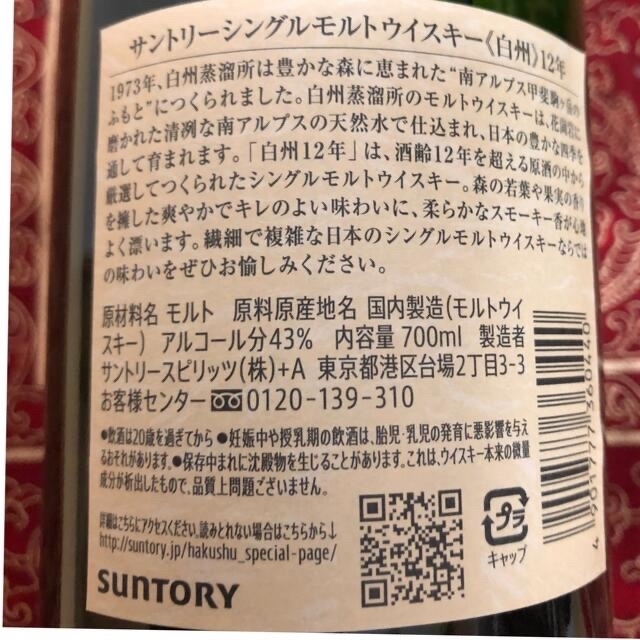 サントリーシングルモルトウイスキー《白州》12年
1973年、白州蒸溜所は豊かな森に恵まれた“南アルプス甲斐駒ヶ岳の
ふもと”につくられました。白州蒸溜所のモルトウイスキーは、花崗岩に
磨かれた清冽な南アルプスの天然水で仕込まれ、日本の豊かな四季を
通して育まれます。「白州12年」は、酒齢12年を超える原酒の中から
厳選してつくられたシングルモルトウイスキー。森の若葉や果実の香り
を擁した爽やかでキレのよい味わいに、柔らかなスモーキー香が心地
よく漂います。繊細で複雑な日本のシングルモルトウイスキーならでは
の味わいをぜひお愉しみください。
原材料名 モルト 原料原産地名 国内製造(モルトウイ
スキー) アルコール分43% 内容量 700ml 製造者
サントリースピリッツ(株)+A 東京都港区台場2丁目3-3
お客様センター 0120-139-310
●飲酒は20歳を過ぎてから ●妊娠中や授乳期の飲酒は、胎児・乳児の発育に悪影響を与え
るおそれがあります。●保存中まれに沈殿物を生じることがあります。これは、ウイスキー本来の微量
成分が析出したもので、品質上問題ございません。
詳細はこちらにアクセスください。読みとれない場合はこちらから↓
http://suntory.jp/hakushu_special-page/
SUNTORY
プラ
キャップ
4 901777 360440